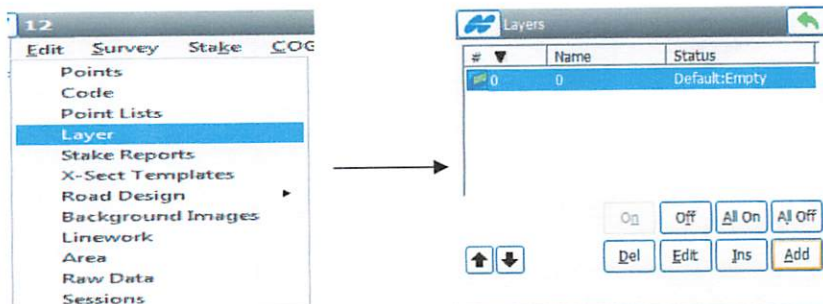 12
Edit Survey Stake COG
Points
Code
Point Lists
Layer
Stake Reports
X-Sect Templates
Road Design
Background Images
Linework
Area
Raw Data
Sessions
Layers
# Name Status
0 0 Default:Empty
On Off All On All Off
Del Edit Ins Add